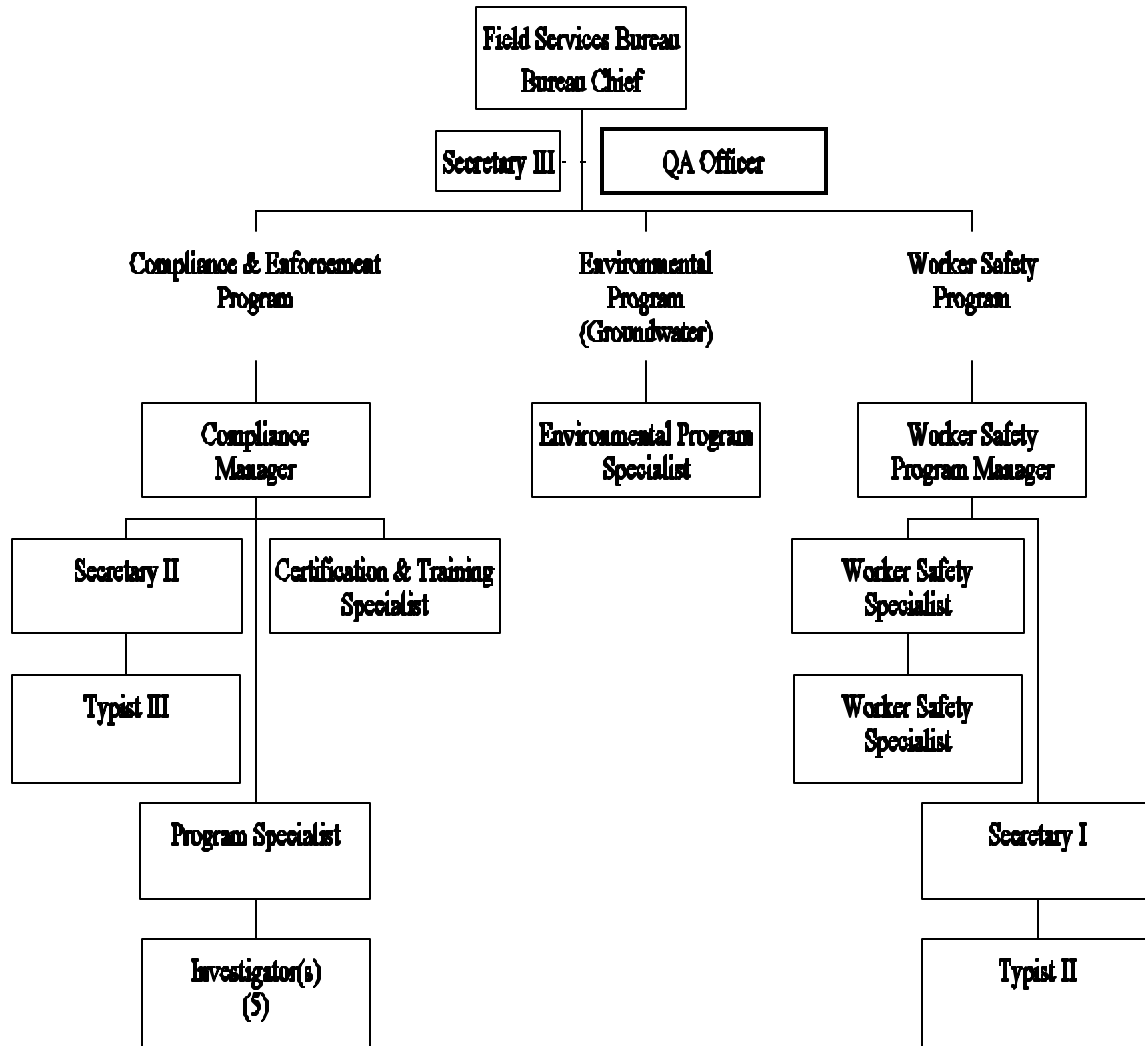 Field Services Bureau
Bureau Chief
Secretary III
QA Officer
Compliance & Enforcement
Program
Environmental
Program
(Groundwater)
Worker Safety
Program
Compliance
Manager
Environmental Program
Specialist
Worker Safety
Program Manager
Secretary II
Certification & Training
Specialist
Worker Safety
Specialist
Typist III
Worker Safety
Specialist
Program Specialist
Secretary I
Investigator(s)
(5)
Typist II